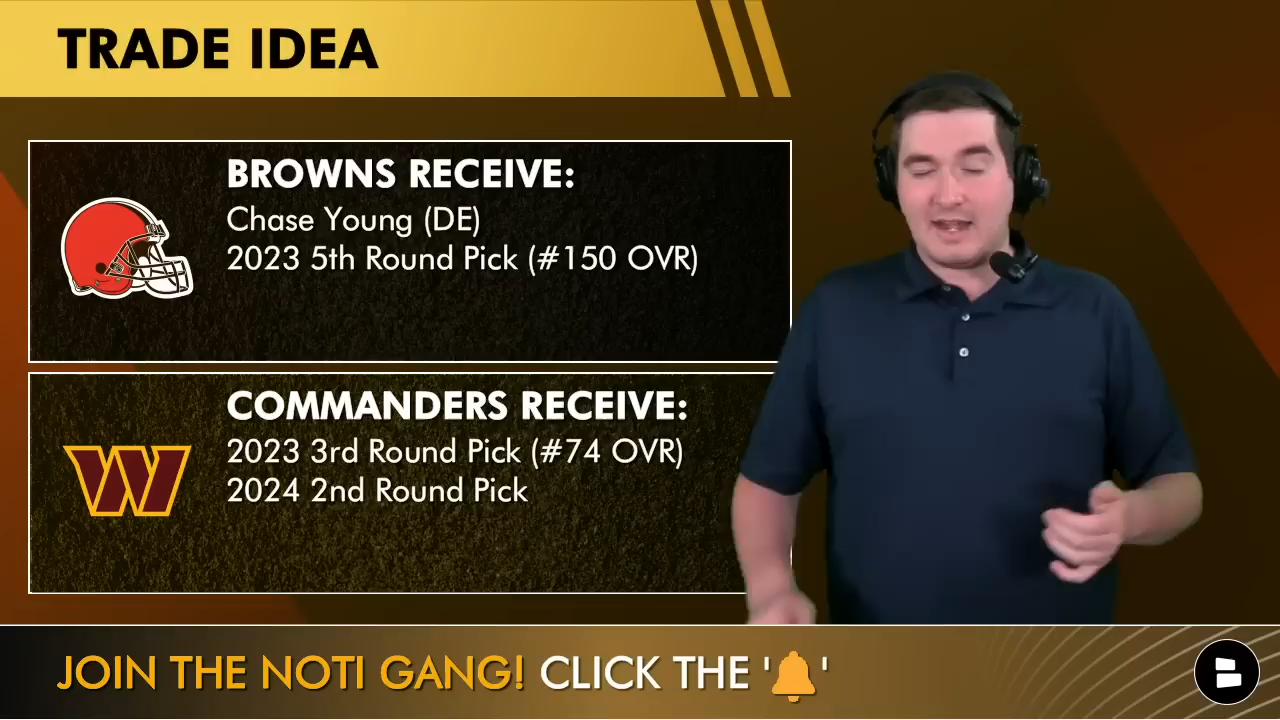 TRADE IDEA
BROWNS RECEIVE:
Chase Young (DE)
2023 5th Round Pick (#150 OVR)
COMMANDERS RECEIVE:
2023 3rd Round Pick (#74 OVR)
2024 2nd Round Pick
JOIN THE NOTI GANG! CLICK THE '🔔'